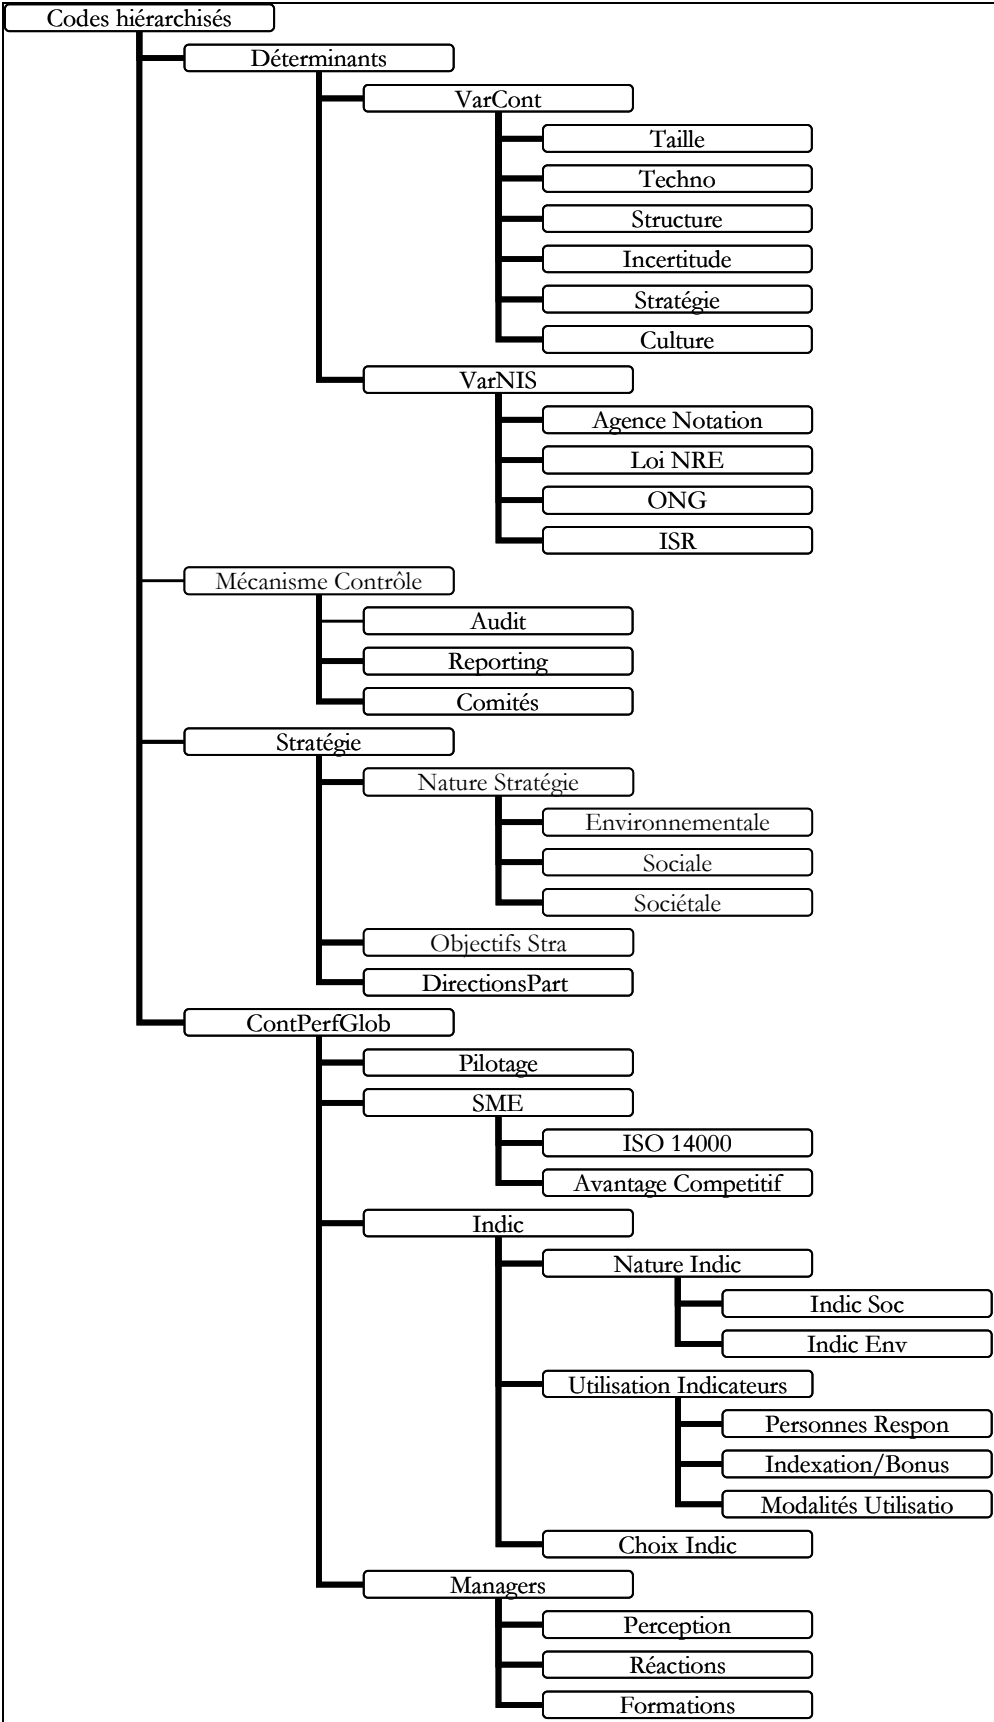 Codes hiérarchisés
Déterminants
VarCont
Taille
Techno
Structure
Incertitude
Stratégie
Culture
VarNIS
Agence Notation
Loi NRE
ONG
ISR
Mécanisme Contrôle
Audit
Reporting
Comités
Stratégie
Nature Stratégie
Environnementale
Sociale
Sociétale
Objectifs Stra
DirectionsPart
ContPerfGlob
Pilotage
SME
ISO 14000
Avantage Competitif
Indic
Nature Indic
Indic Soc
Indic Env
Utilisation Indicateurs
Personnes Respon
Indexation/Bonus
Modalités Utilisatio
Choix Indic
Managers
Perception
Réactions
Formations